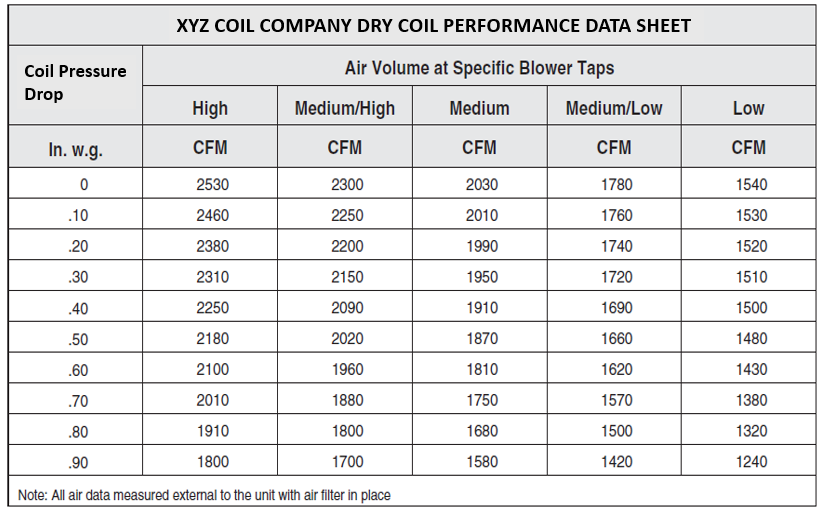 XYZ COIL COMPANY DRY COIL PERFORMANCE DATA SHEET
Coil Pressure
Drop
Air Volume at Specific Blower Taps
High Medium/High Medium Medium/Low Low
In. w.g. CFM CFM CFM CFM CFM
0 2530 2300 2030 1780 1540
.10 2460 2250 2010 1760 1530
.20 2380 2200 1990 1740 1520
.30 2310 2150 1950 1720 1510
.40 2250 2090 1910 1690 1500
.50 2180 2020 1870 1660 1480
.60 2100 1960 1810 1620 1430
.70 2010 1880 1750 1570 1380
.80 1910 1800 1680 1500 1320
.90 1800 1700 1580 1420 1240
Note: All air data measured external to the unit with air filter in place